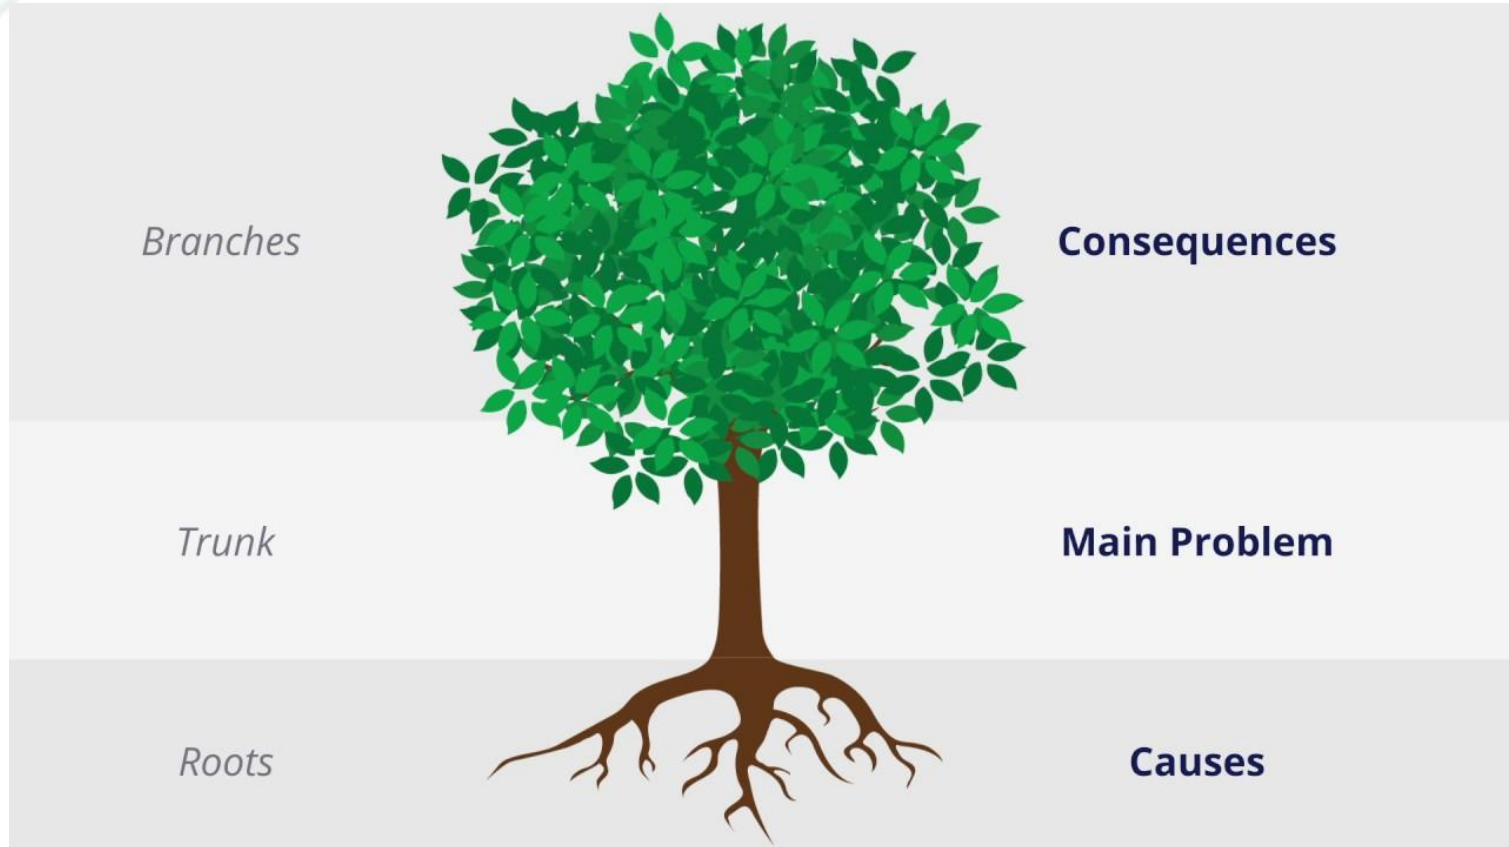 Branches
Consequences
Trunk
Main Problem
Roots
Causes